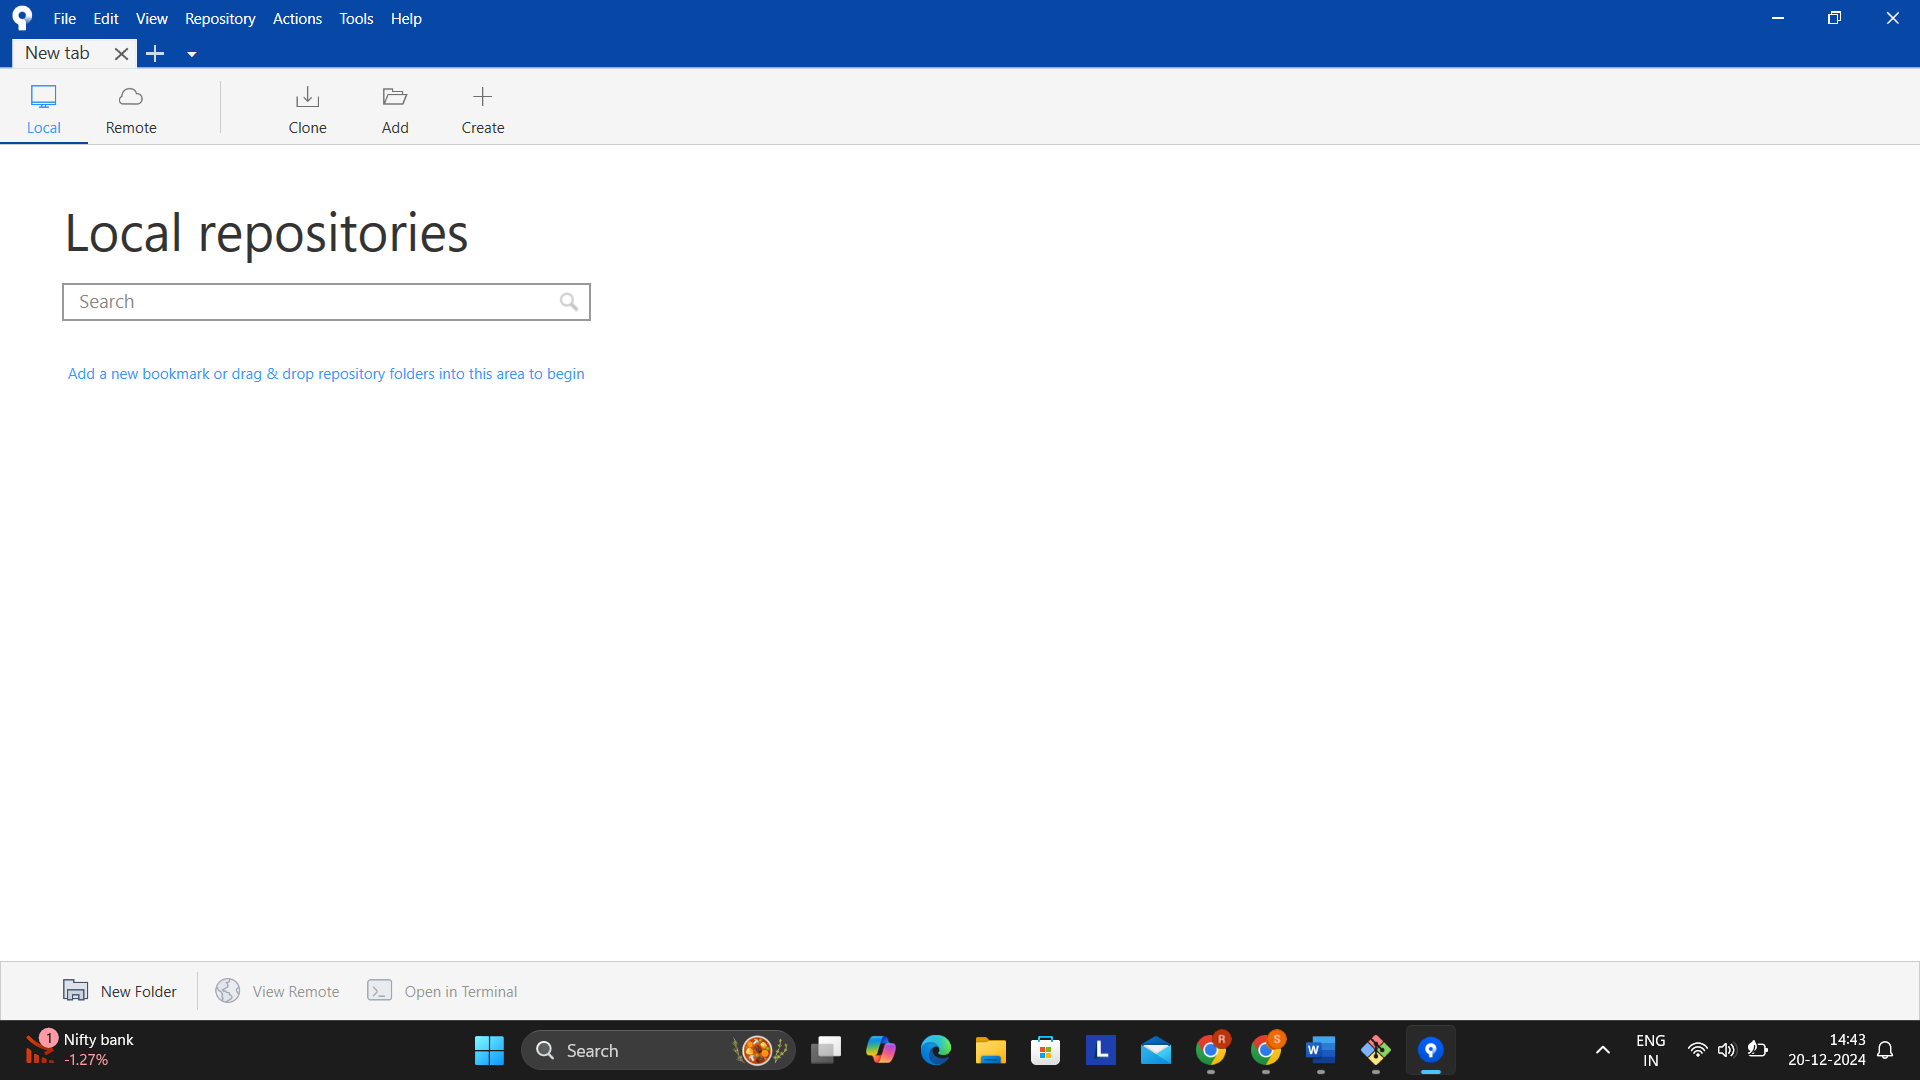 File Edit View Repository Actions Tools Help
New tab
Local Remote Clone Add Create
Local repositories
Search
Add a new bookmark or drag & drop repository folders into this area to begin
New Folder View Remote Open in Terminal
1 Nifty bank
-1.27%
Search
L
R
S
W
ENG
IN
14:43
20-12-2024